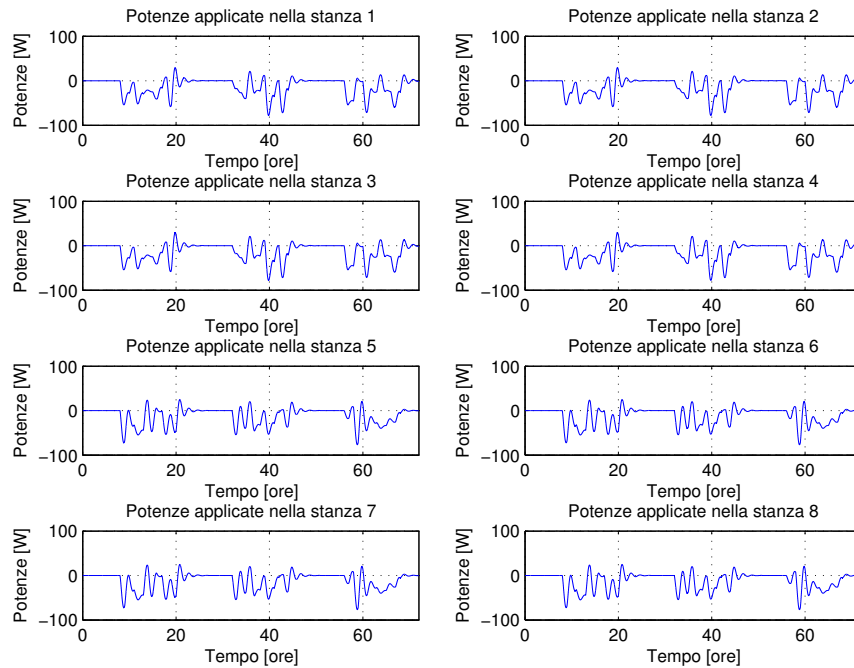 Potenze applicate nella stanza 1
Potenze [W]
100
0
−100
0
20
40
60
Tempo [ore]
Potenze applicate nella stanza 2
Potenze [W]
100
0
−100
0
20
40
60
Tempo [ore]
Potenze applicate nella stanza 3
Potenze [W]
100
0
−100
0
20
40
60
Tempo [ore]
Potenze applicate nella stanza 4
Potenze [W]
100
0
−100
0
20
40
60
Tempo [ore]
Potenze applicate nella stanza 5
Potenze [W]
100
0
−100
0
20
40
60
Tempo [ore]
Potenze applicate nella stanza 6
Potenze [W]
100
0
−100
0
20
40
60
Tempo [ore]
Potenze applicate nella stanza 7
Potenze [W]
100
0
−100
0
20
40
60
Tempo [ore]
Potenze applicate nella stanza 8
Potenze [W]
100
0
−100
0
20
40
60
Tempo [ore]